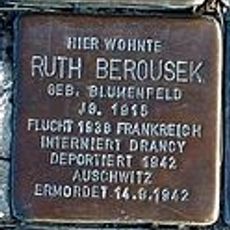 HIER WOHNTE
RUTH BEROUSEK
GEB. BLUMENFELD
JG. 1915
FLUCHT 1938 FRANKREICH
INTERNIERT DRANCY
DEPORTIERT 1942
AUSCHWITZ
ERMORDET 14.9.1942